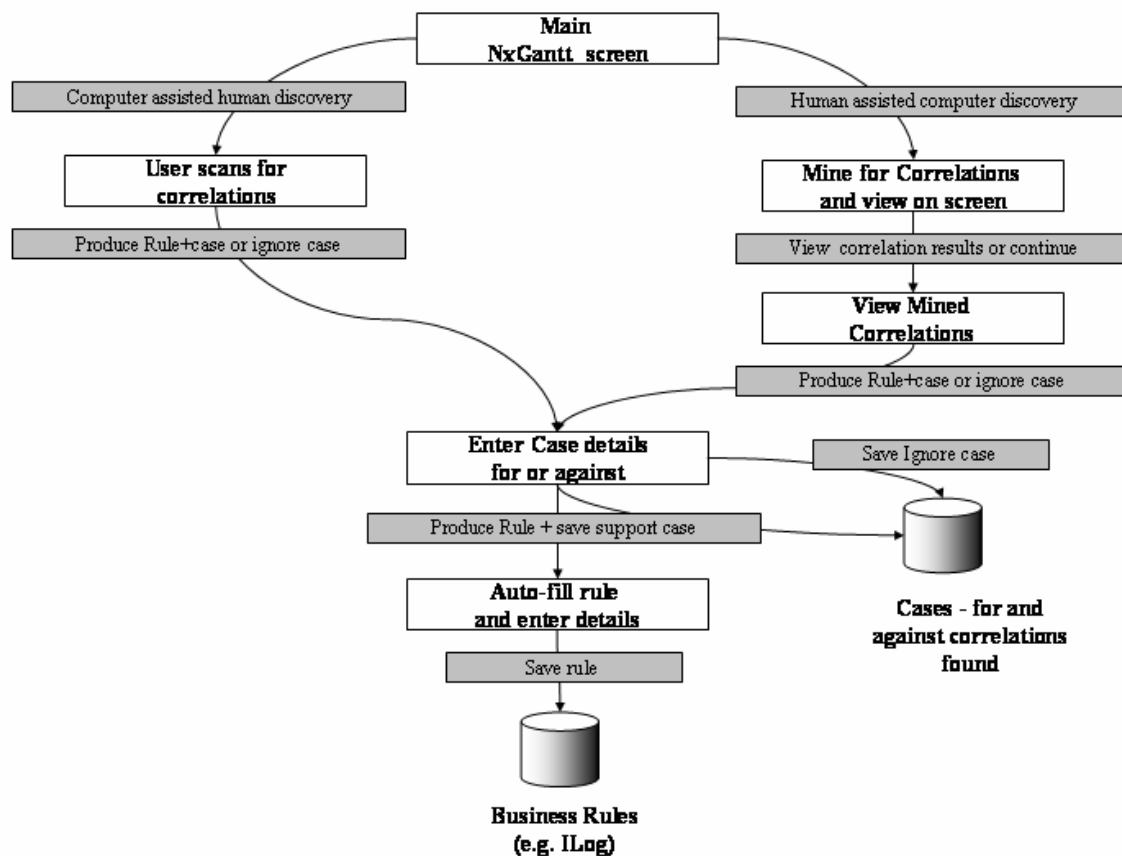 Main
NxGantt screen
Computer assisted human discovery
Human assisted computer discovery
User scans for
correlations
Mine for Correlations
and view on screen
Produce Rule+case or ignore case
View correlation results or continue
View Mined
Correlations
Produce Rule+case or ignore case
Enter Case details
for or against
Save Ignore case
Produce Rule + save support case
Auto-fill rule
and enter details
Cases - for and
against correlations
found
Save rule
Business Rules
(e.g. ILog)